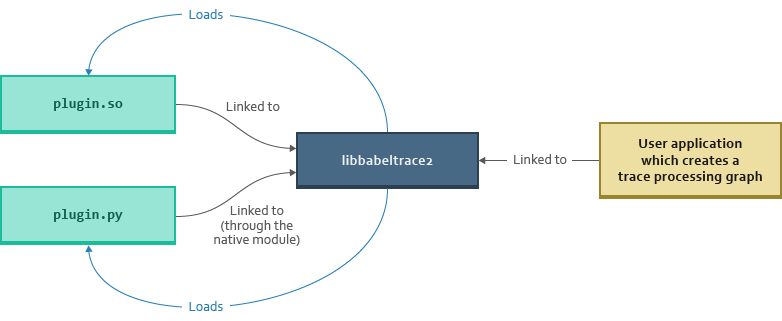 Loads
plugin.so
Linked to
libbabeltrace2
Linked to
User application
which creates a
trace processing graph
plugin.py
Linked to
(through the
native module)
Loads